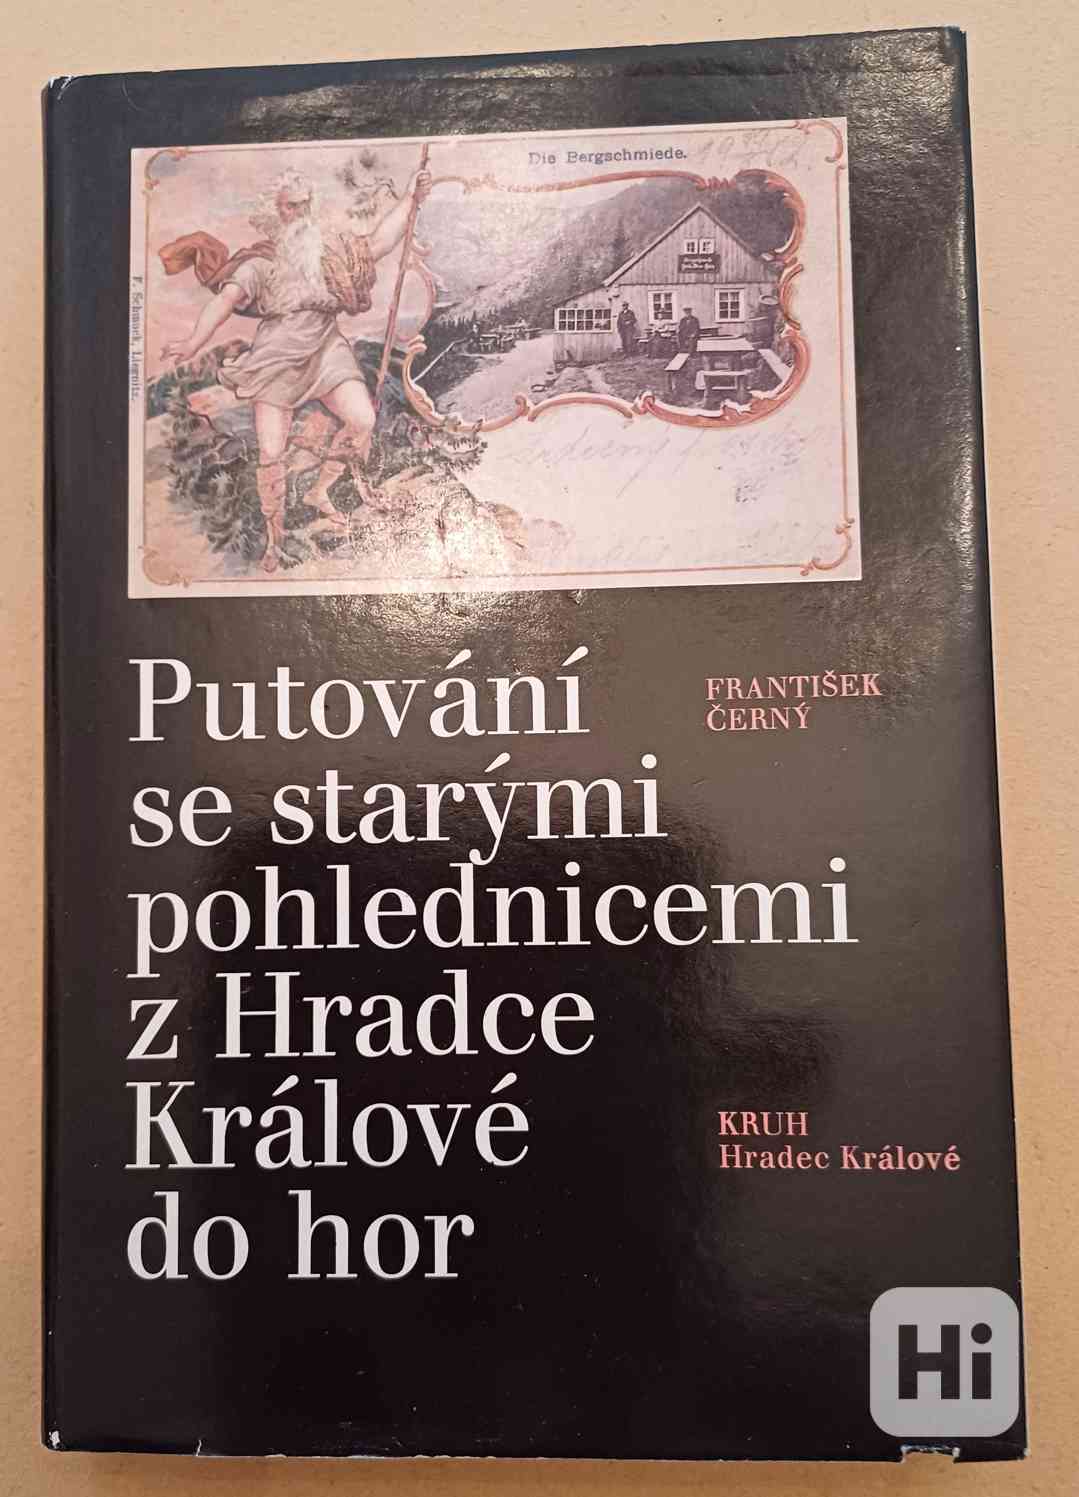 Die Bergschmiede.
F. Schmuck, Liegnitz.
Putování
se starými
pohlednicemi
z Hradce
Králové
do hor
FRANTIŠEK
ČERNÝ
KRUH
Hradec Králové
Hi